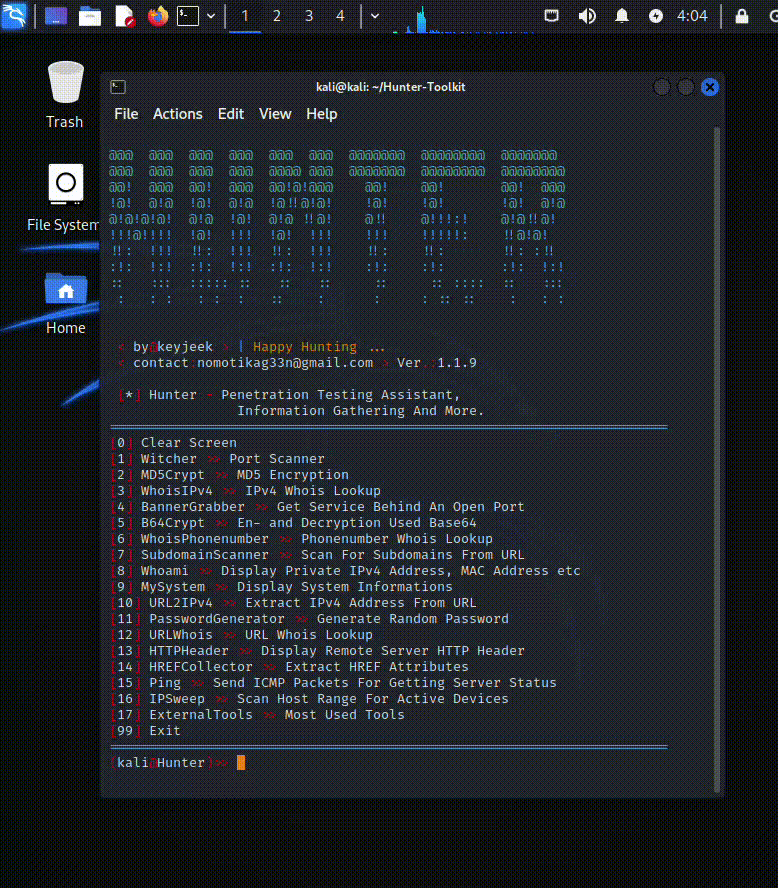 1 2 3 4 4:04
Trash
File System
Home
kali@kali: ~/Hunter-Toolkit
File Actions Edit View Help
HUNTER
< by@keyjeek > | Happy Hunting ...
< contact:nomotikag33n@gmail.com > Ver.:1.1.9
[*] Hunter - Penetration Testing Assistant,
Information Gathering And More.
[0] Clear Screen
[1] Witcher >> Port Scanner
[2] MD5Crypt >> MD5 Encryption
[3] WhoisIPv4 >> IPv4 Whois Lookup
[4] BannerGrabber >> Get Service Behind An Open Port
[5] B64Crypt >> En- and Decryption Used Base64
[6] WhoisPhonenumber >> Phonenumber Whois Lookup
[7] SubdomainScanner >> Scan For Subdomains From URL
[8] Whoami >> Display Private IPv4 Address, MAC Address etc
[9] MySystem >> Display System Informations
[10] URL2IPv4 >> Extract IPv4 Address From URL
[11] PasswordGenerator >> Generate Random Password
[12] URLWhois >> URL Whois Lookup
[13] HTTPHeader >> Display Remote Server HTTP Header
[14] HREFCollector >> Extract HREF Attributes
[15] Ping >> Send ICMP Packets For Getting Server Status
[16] IPSweep >> Scan Host Range For Active Devices
[17] ExternalTools >> Most Used Tools
[99] Exit
[kali@Hunter]>>